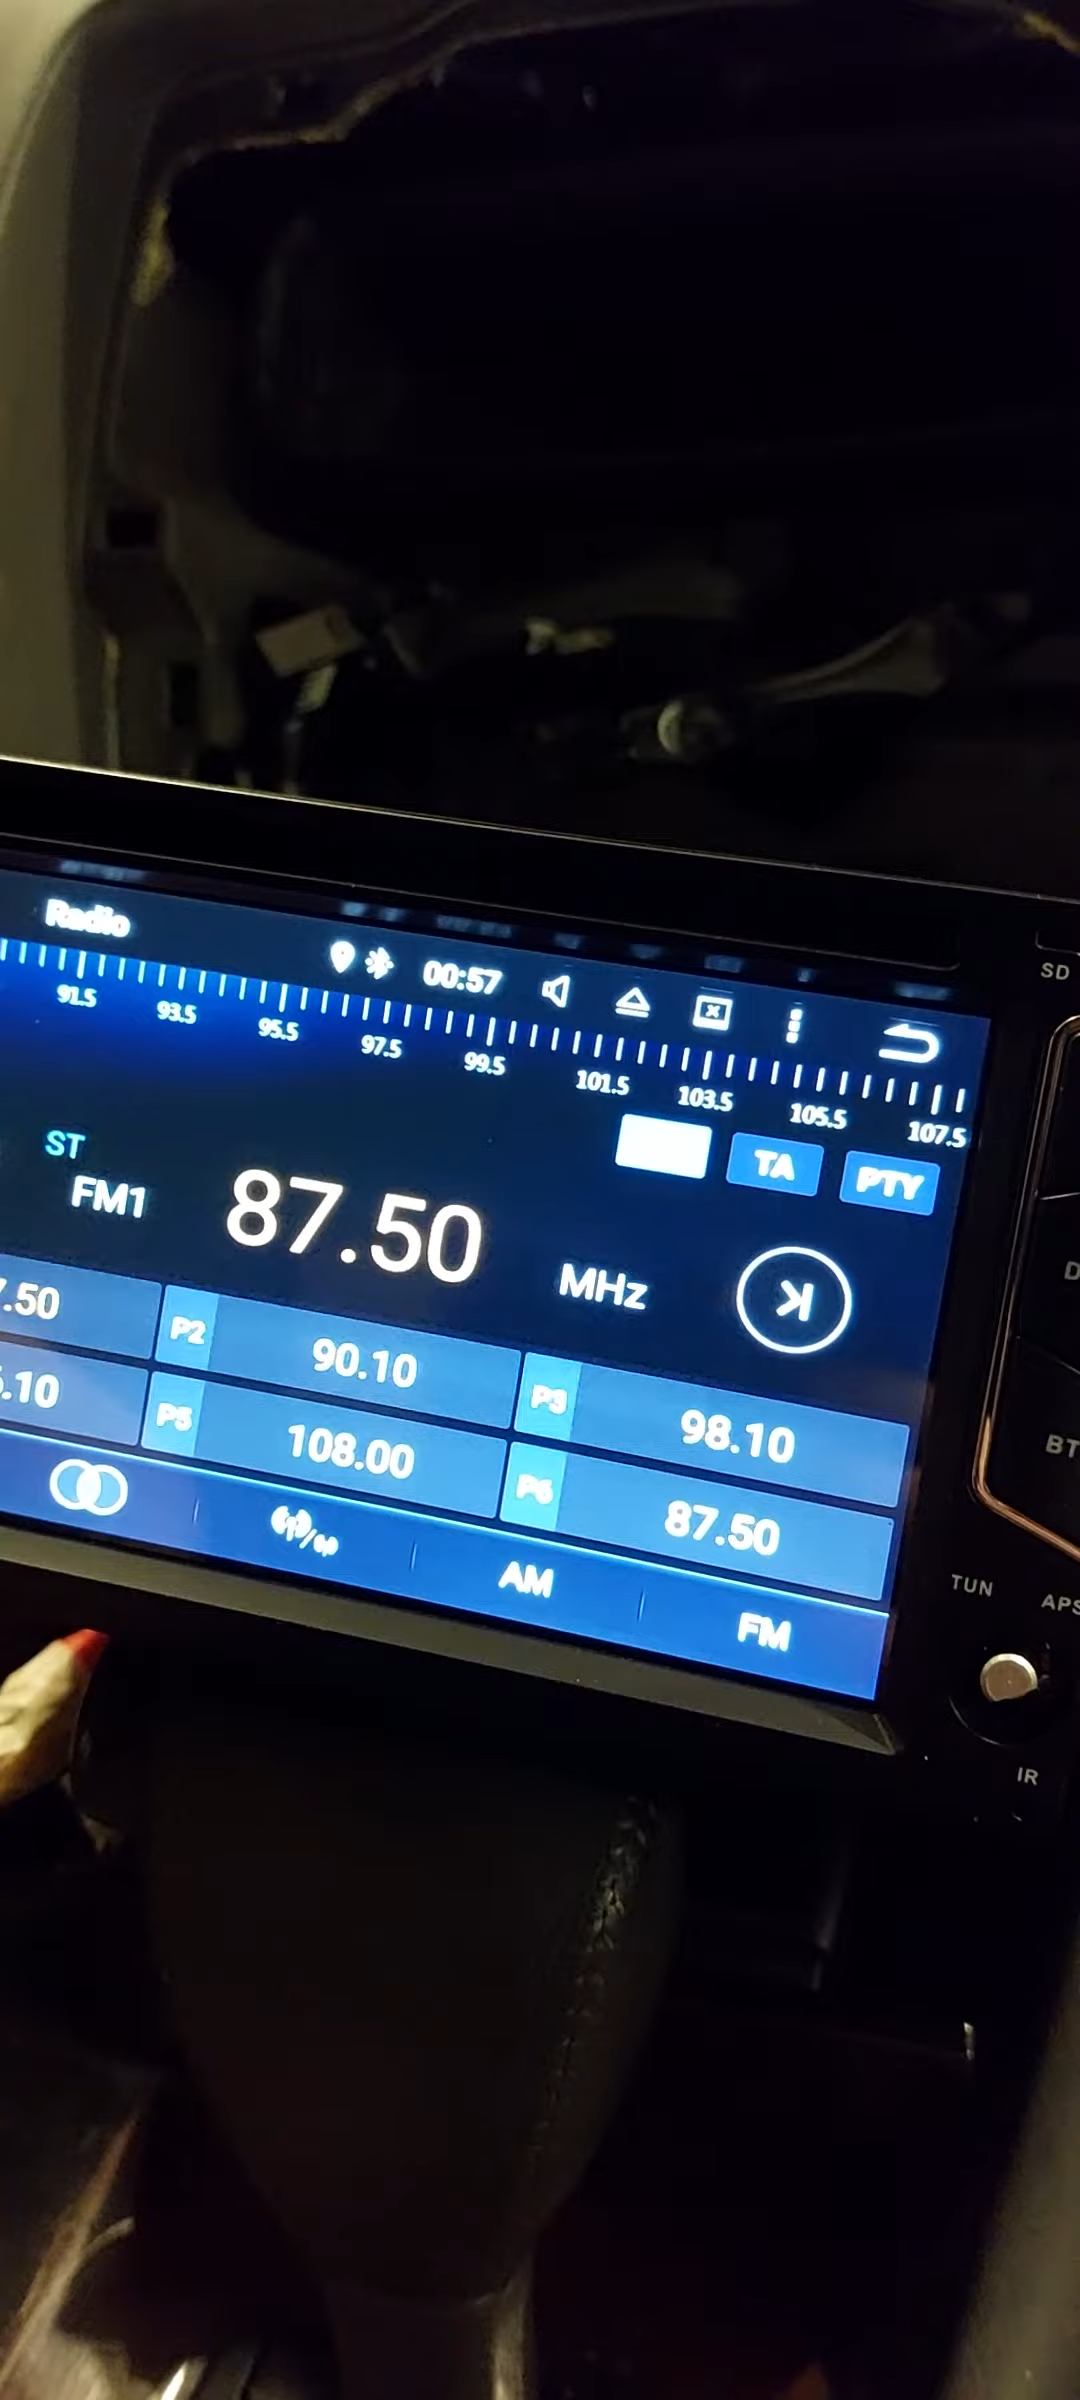 Radio
00:57
SD
91.5 93.5 95.5 97.5 99.5 101.5 103.5 105.5 107.5
ST
TA PTY
FM1 87.50 MHz
.50 P2 90.10 P3 98.10
.10 P5 108.00 P6 87.50
AM FM
BT
TUN APS
IR